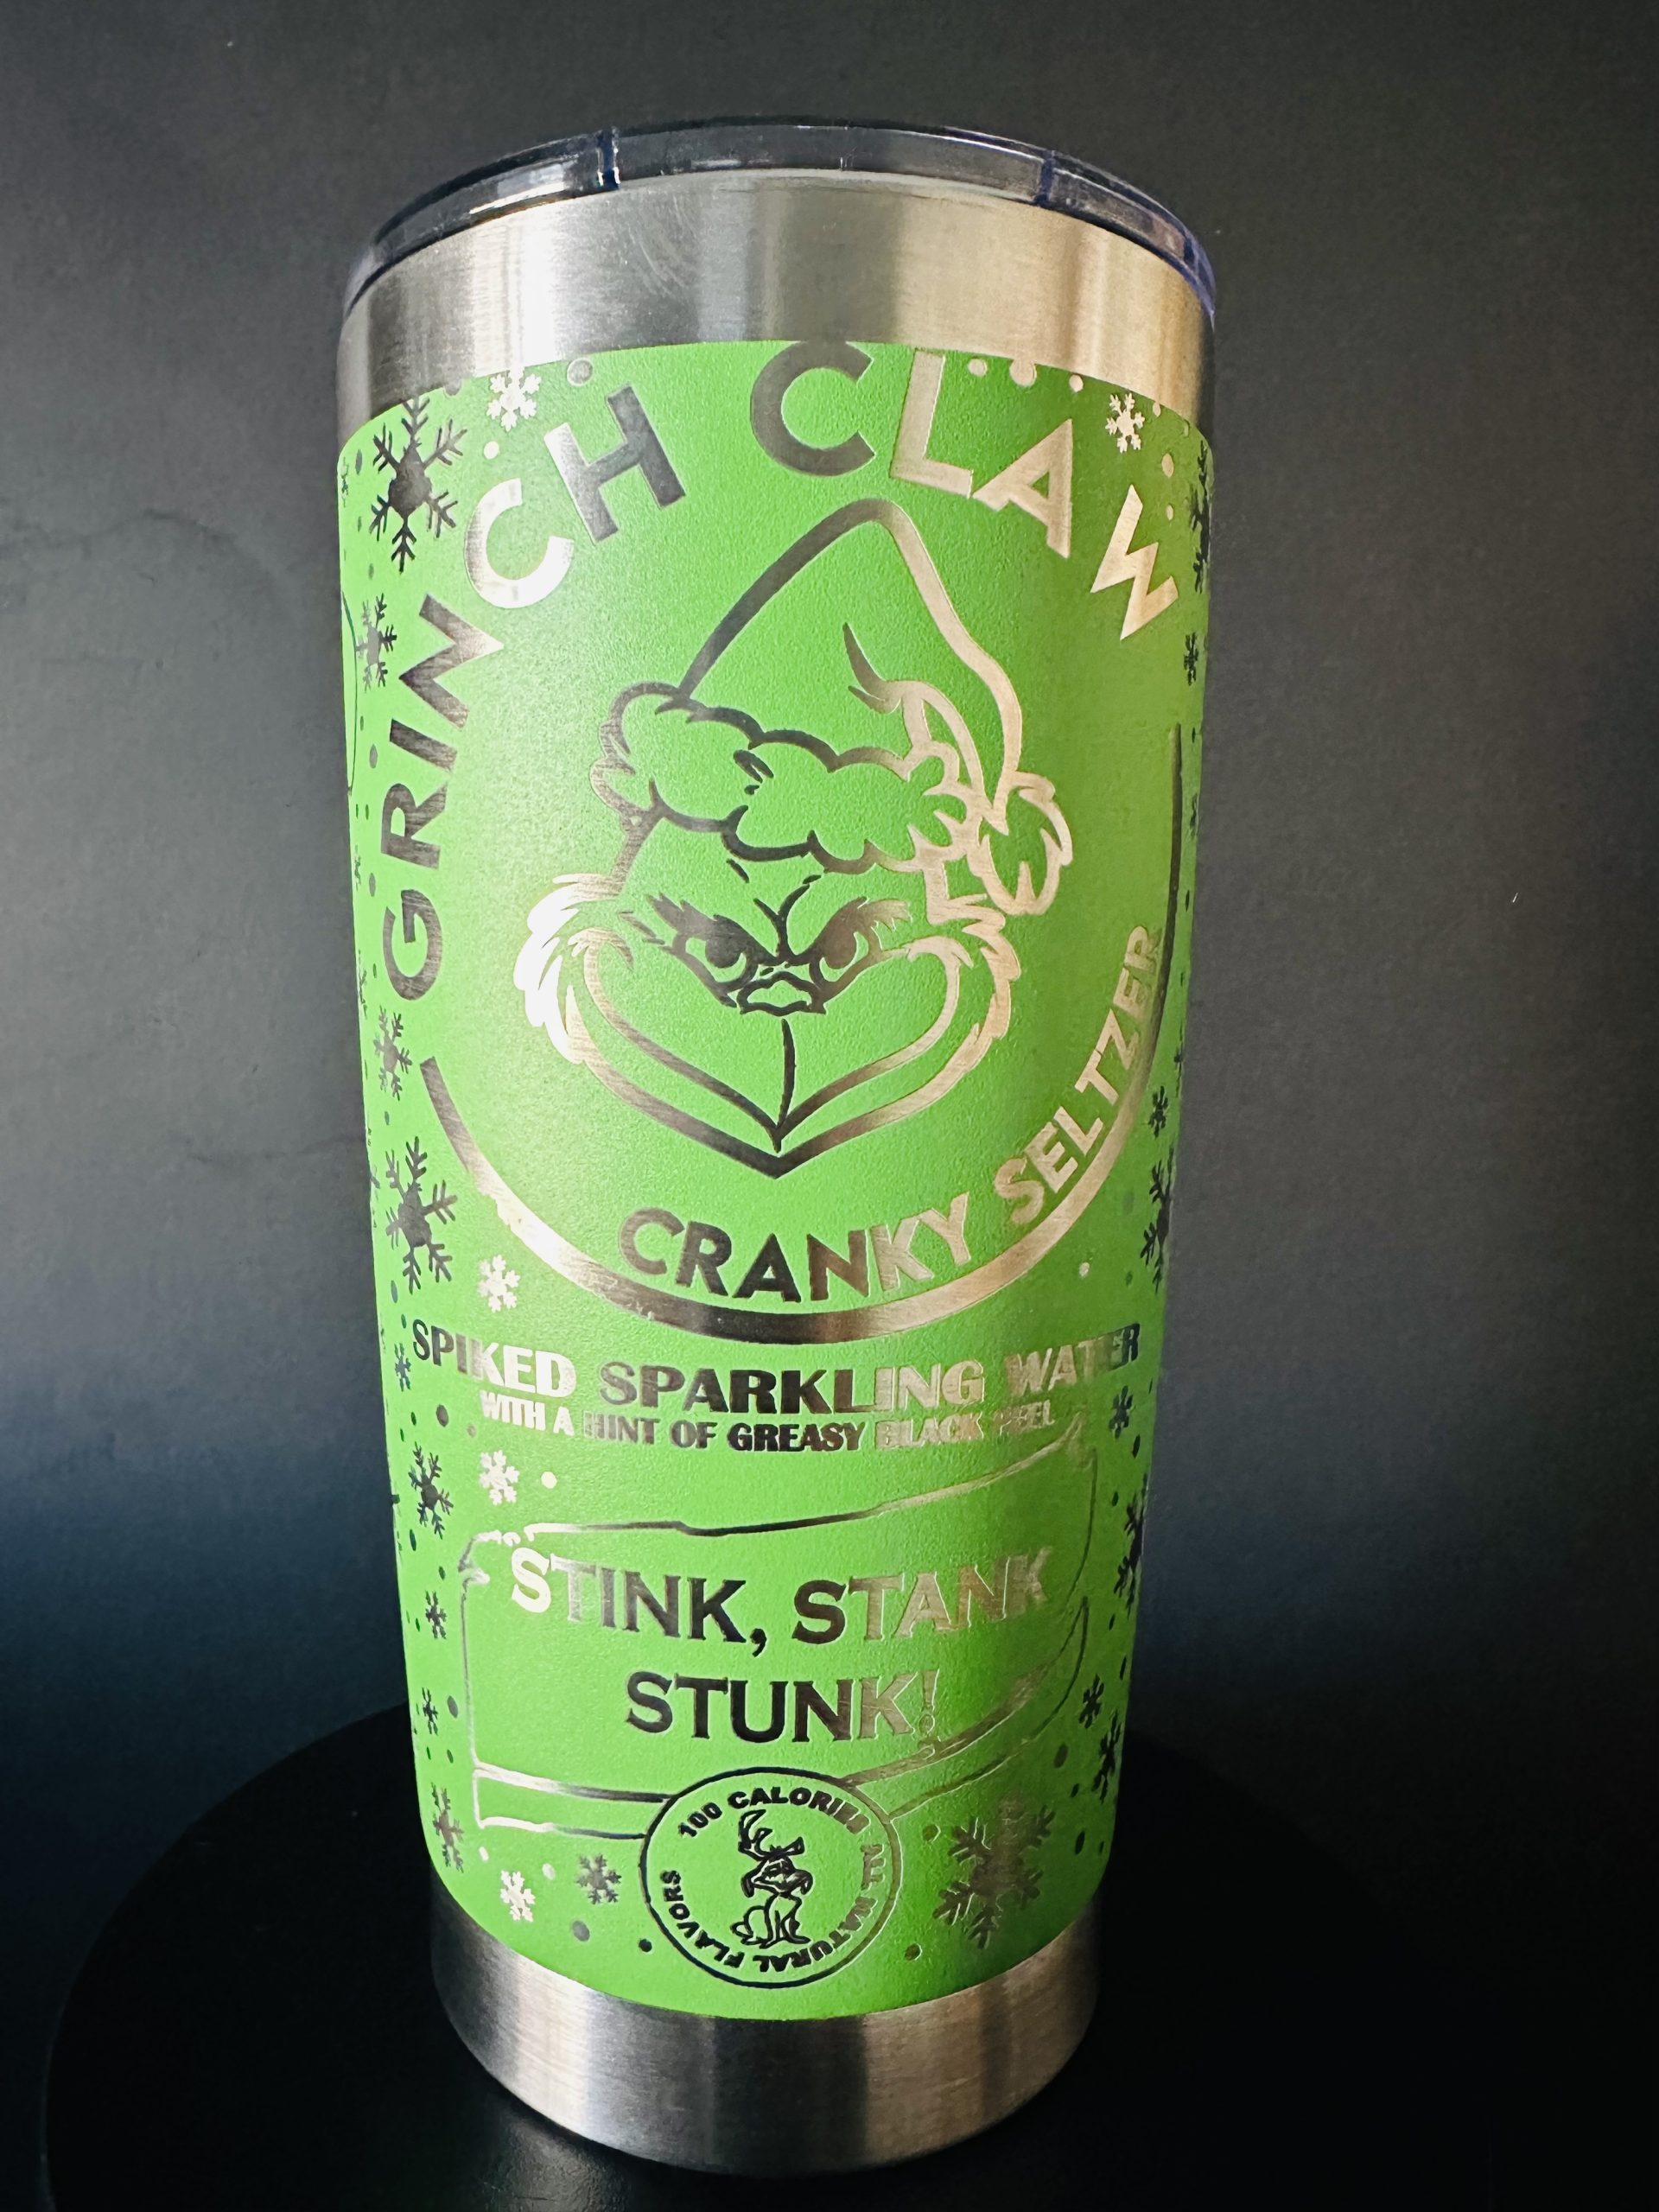 GRINCH CLAW
CRANKY SELTZER
SPIKED SPARKLING WATER
WITH A HINT OF GREASY BLACK PEEL
STINK, STANK
STUNK!
100 CALORIES ALL NATURAL FLAVORS